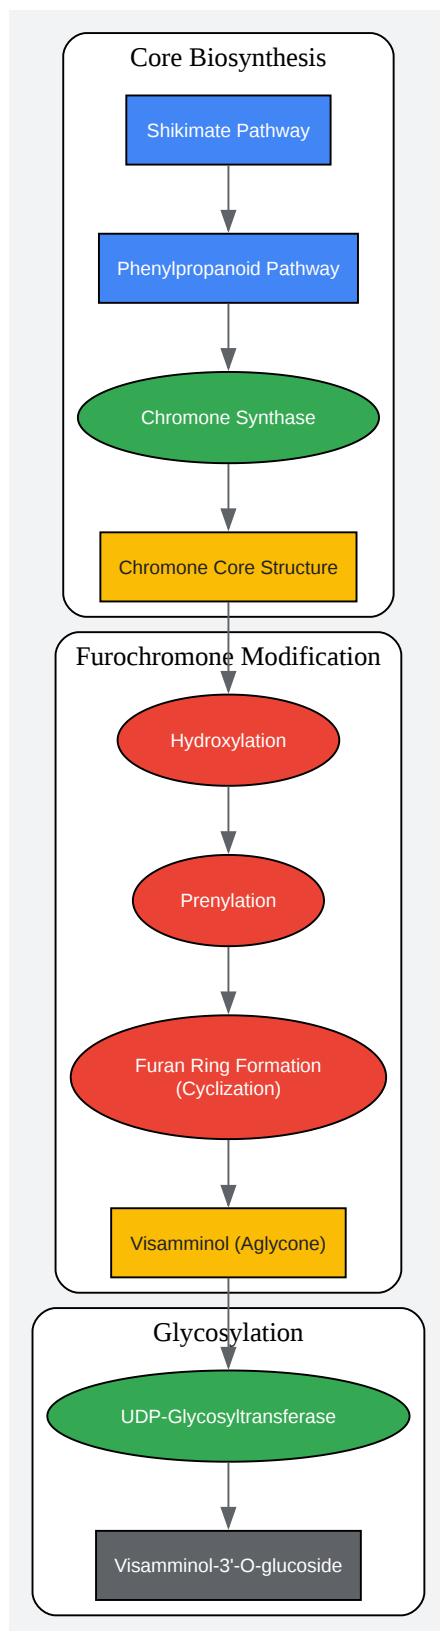 Core Biosynthesis
Shikimate Pathway
Phenylpropanoid Pathway
Chromone Synthase
Chromone Core Structure
Furochromone Modification
Hydroxylation
Prenylation
Furan Ring Formation
(Cyclization)
Visamminol (Aglycone)
Glycosylation
UDP-Glycosyltransferase
Visamminol-3'-O-glucoside